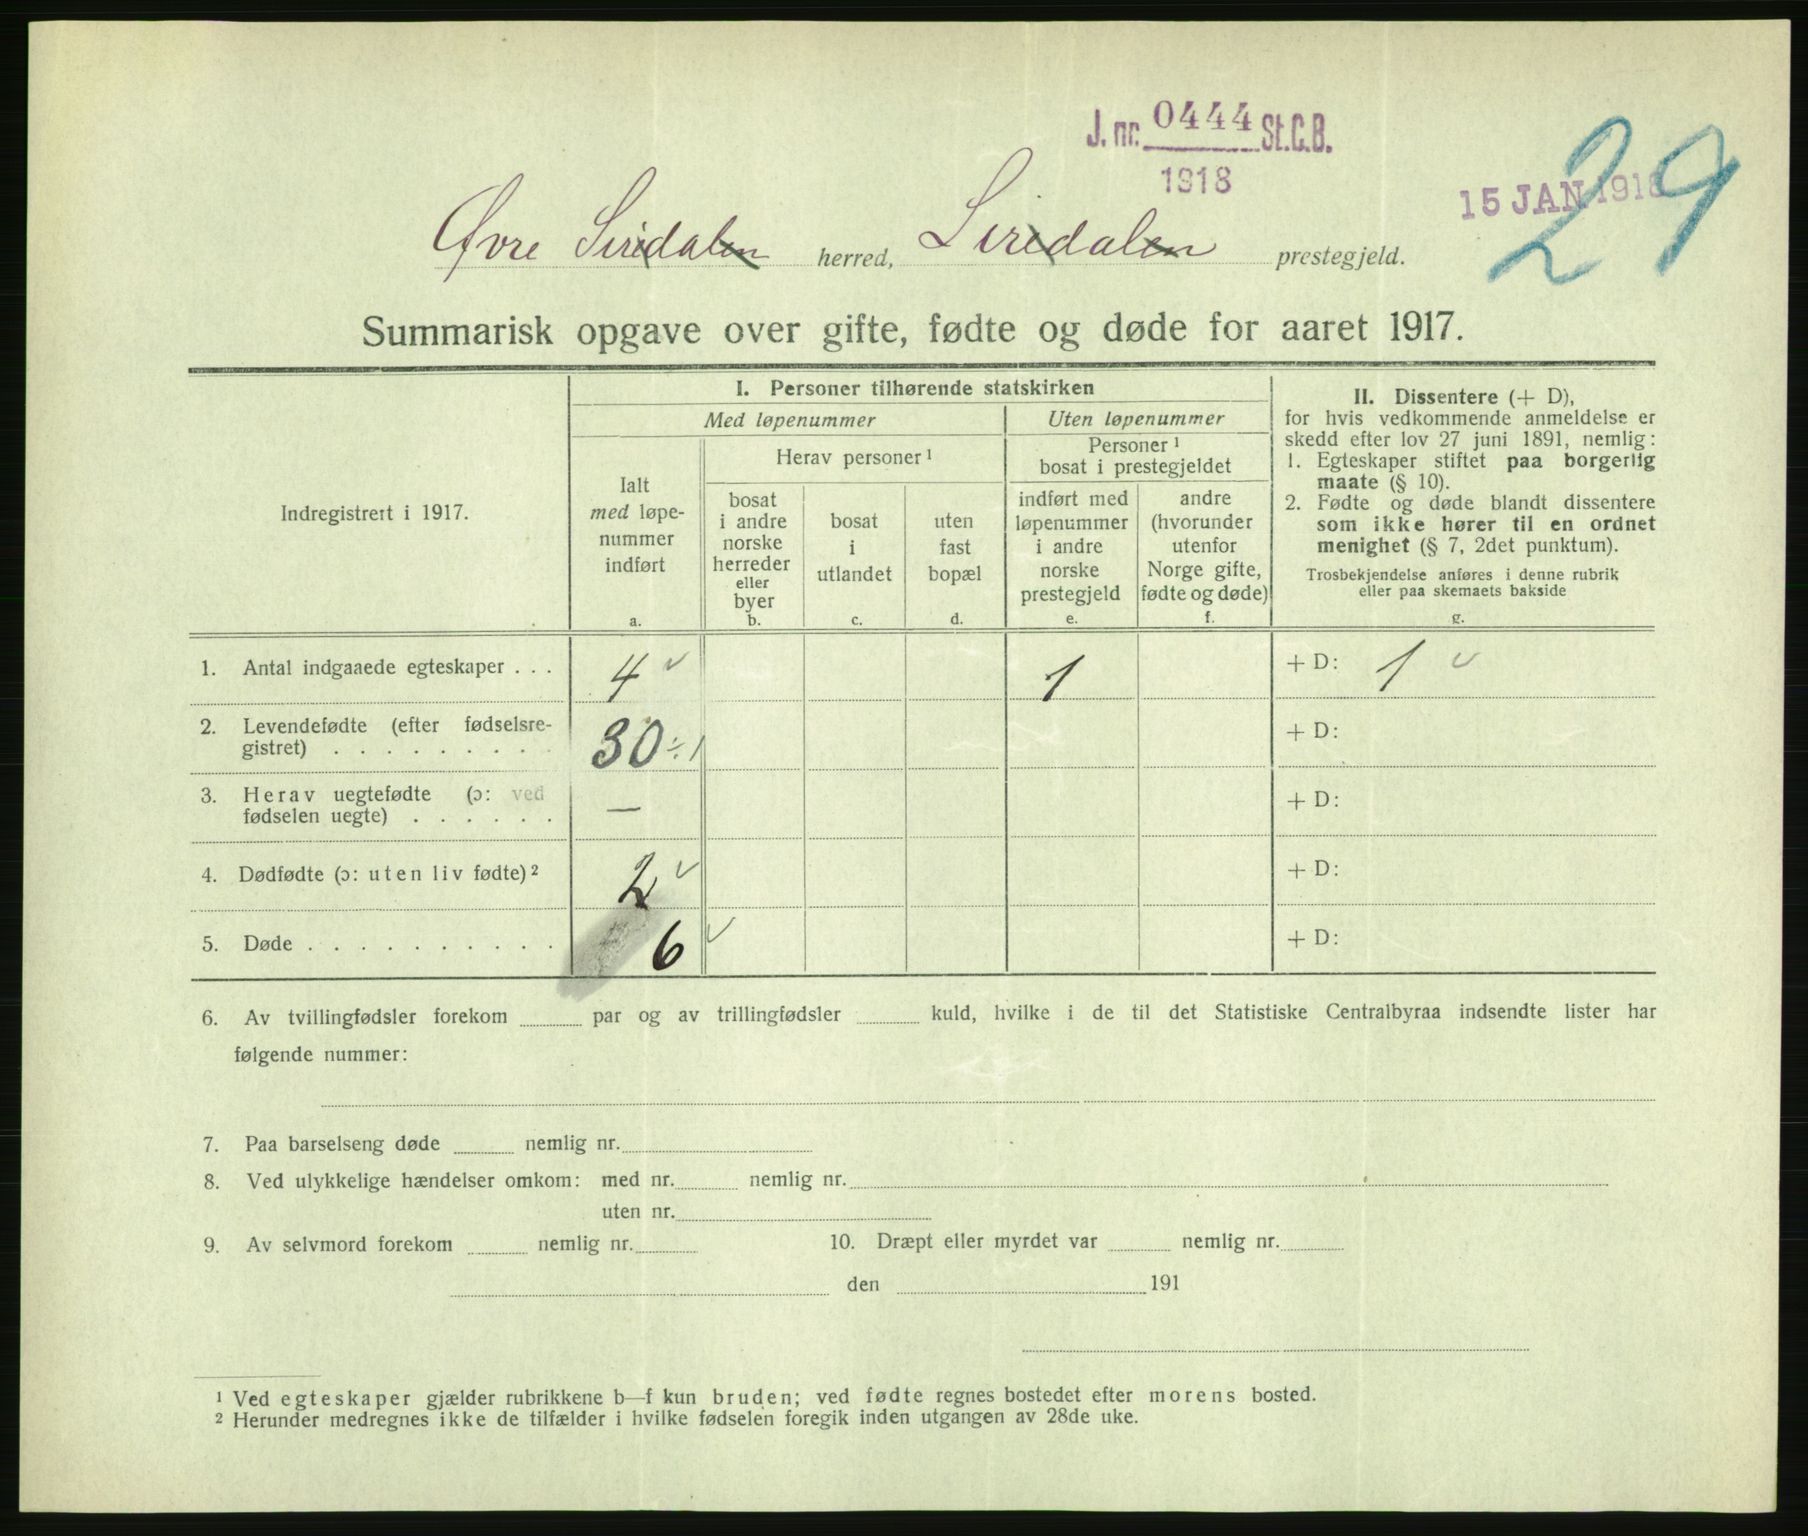 J. nr. 0444 St.C.B.
1918
15 JAN 1918
29
Øvre Siridalen herred, Siridalen prestegjeld.
Summarisk opgave over gifte, fødte og døde for aaret 1917.
Indregistrert i 1917.
I. Personer tilhørende statskirken
Med løpenummer
Uten løpenummer
Ialt
med løpe-
nummer
indført
a.
Herav personer 1
bosat
i andre
norske
herreder
eller
byer
b.
bosat
i
utlandet
c.
uten
fast
bopæl
d.
Personer 1
bosat i prestegjeldet
indført med
løpenummer
i andre
norske
prestegjeld
e.
andre
(hvorunder
utenfor
Norge gifte,
fødte og døde)
f.
II. Dissentere (+ D),
for hvis vedkommende anmeldelse er
skedd efter lov 27 juni 1891, nemlig:
1. Egteskaper stiftet paa borgerlig
maate (§ 10).
2. Fødte og døde blandt dissentere
som ikke hører til en ordnet
menighet (§ 7, 2det punktum).
Trosbekjendelse anføres i denne rubrik
eller paa skemaets bakside
g.
1. Antal indgaaede egteskaper . . . 4 ✓ 1 + D: 1 ✓
2. Levendefødte (efter fødselsre-
gistret) . . . . . . . . . 30 ÷ 1 + D:
3. Herav uegtefødte (ɔ: ved
fødselen uegte) . . . . . . — + D:
4. Dødfødte (ɔ: uten liv fødte) 2 2 ✓ + D:
5. Døde . . . . . . . . . . 6 ✓ + D:
6. Av tvillingfødsler forekom par og av trillingfødsler kuld, hvilke i de til det Statistiske Centralbyraa indsendte lister har
følgende nummer:
7. Paa barselseng døde nemlig nr.
8. Ved ulykkelige hændelser omkom: med nr. nemlig nr.
uten nr.
9. Av selvmord forekom nemlig nr. 10. Dræpt eller myrdet var nemlig nr.
den 191
1 Ved egteskaper gjælder rubrikkene b—f kun bruden; ved fødte regnes bostedet efter morens bosted.
2 Herunder medregnes ikke de tilfælder i hvilke fødselen foregik inden utgangen av 28de uke.